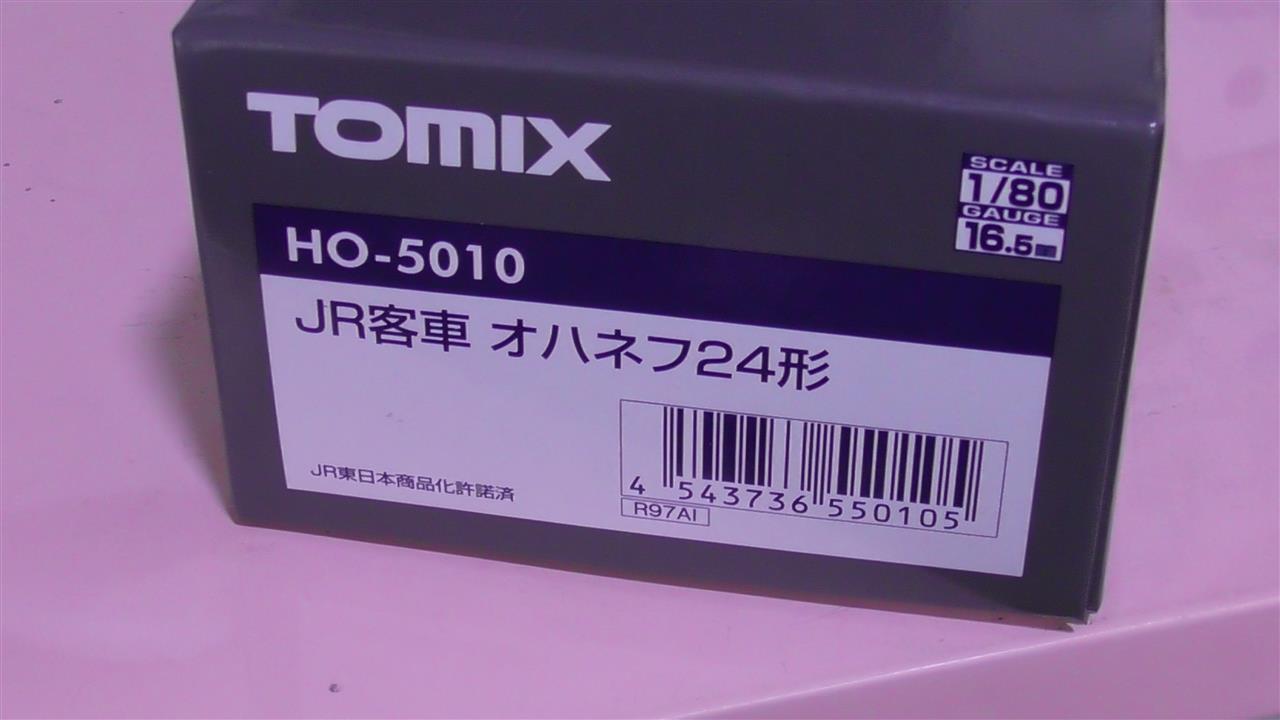 TOMIX
SCALE
1/80
GAUGE
16.5mm
HO-5010
JR客車 オハネフ24形
JR東日本商品化許諾済
4 543736 550105
R97AI